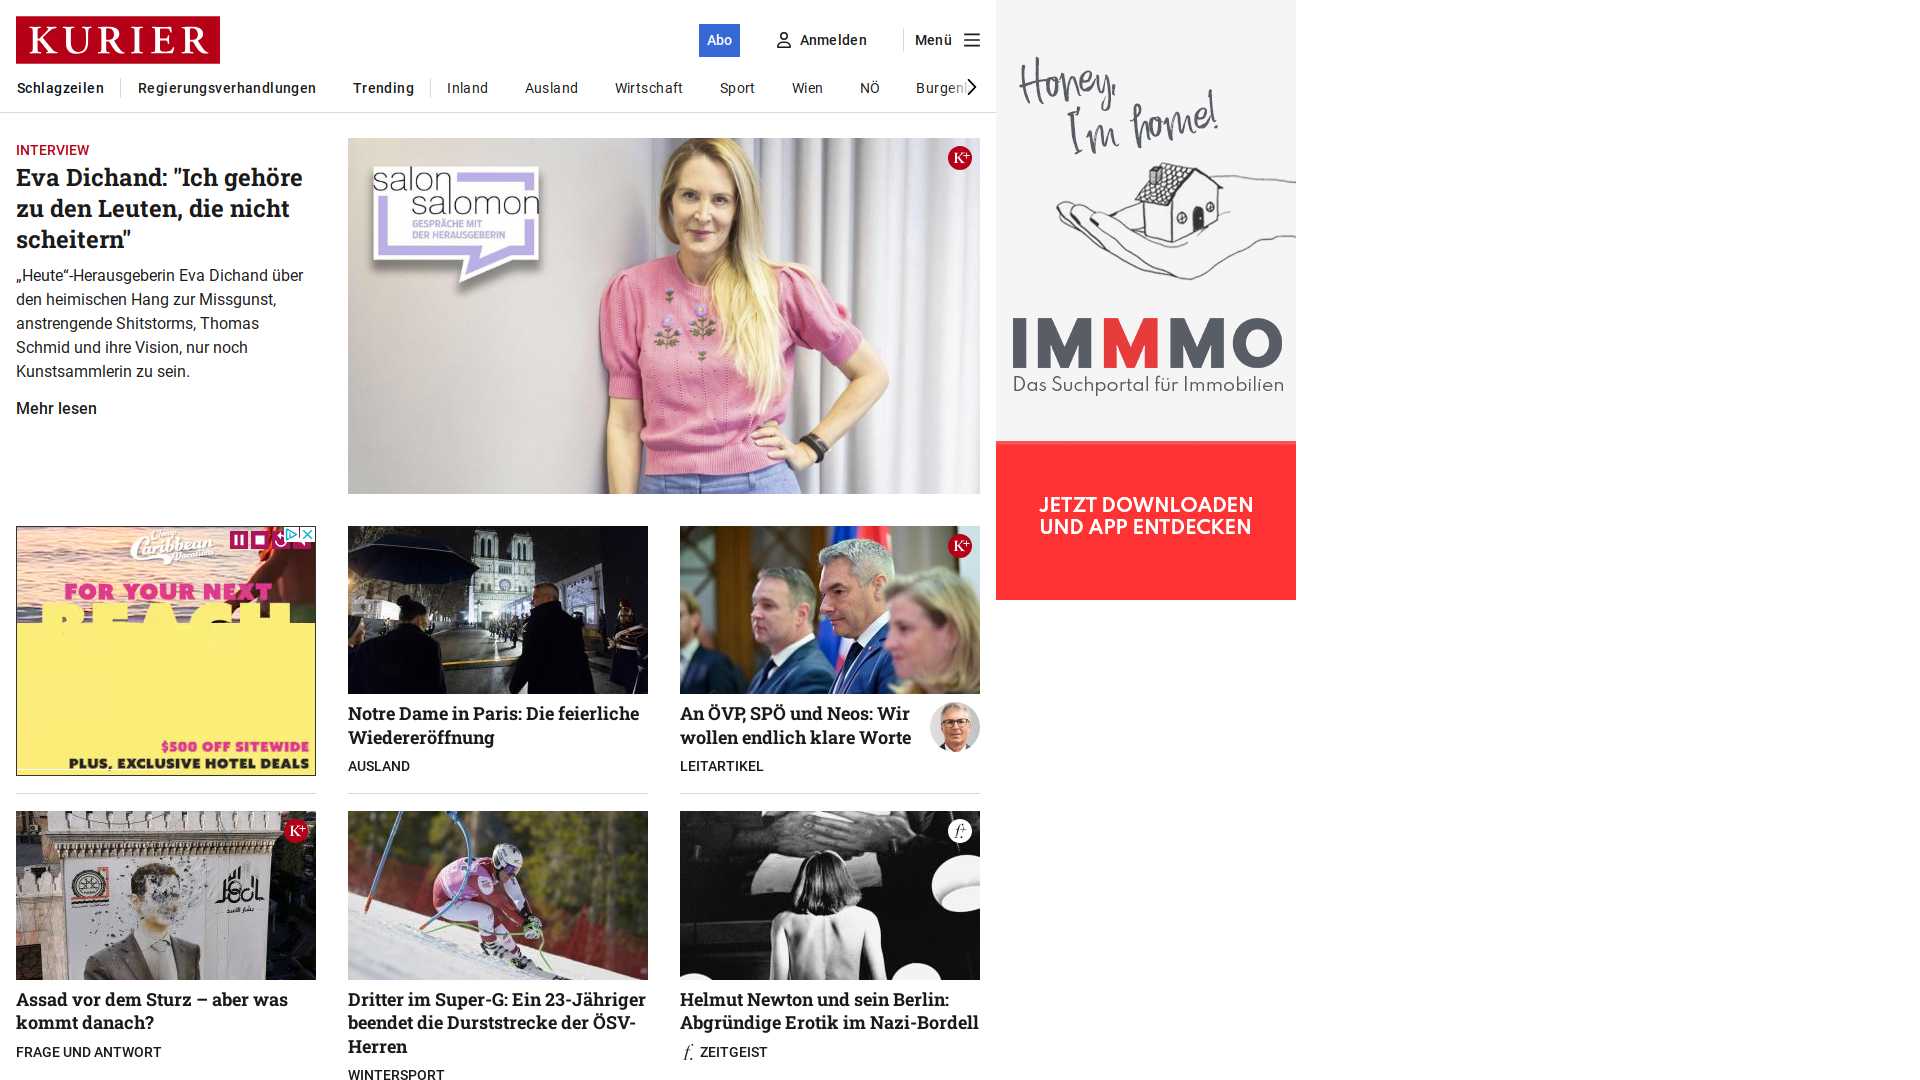 KURIER
Abo
Anmelden
Menü
Schlagzeilen
Regierungsverhandlungen
Trending
Inland
Ausland
Wirtschaft
Sport
Wien
NÖ
INTERVIEW
Eva Dichand: "Ich gehöre
zu den Leuten, die nicht
scheitern"
„Heute“-Herausgeberin Eva Dichand über
den heimischen Hang zur Missgunst,
anstrengende Shitstorms, Thomas
Schmid und ihre Vision, nur noch
Kunstsammlerin zu sein.
Mehr lesen
salon
salomon
GESPRÄCHE MIT
DER HERAUSGEBERIN
K+
Honey,
I'm home!
IMMMO
Das Suchportal für Immobilien
JETZT DOWNLOADEN
UND APP ENTDECKEN
Caribbean
FOR YOUR NEXT
BEACH
$500 OFF SITEWIDE
PLUS, EXCLUSIVE HOTEL DEALS
Notre Dame in Paris: Die feierliche
Wiedereröffnung
AUSLAND
K+
An ÖVP, SPÖ und Neos: Wir
wollen endlich klare Worte
LEITARTIKEL
K+
Assad vor dem Sturz – aber was
kommt danach?
FRAGE UND ANTWORT
Dritter im Super-G: Ein 23-Jähriger
beendet die Durststrecke der ÖSV-
Herren
WINTERSPORT
f+
Helmut Newton und sein Berlin:
Abgründige Erotik im Nazi-Bordell
f. ZEITGEIST